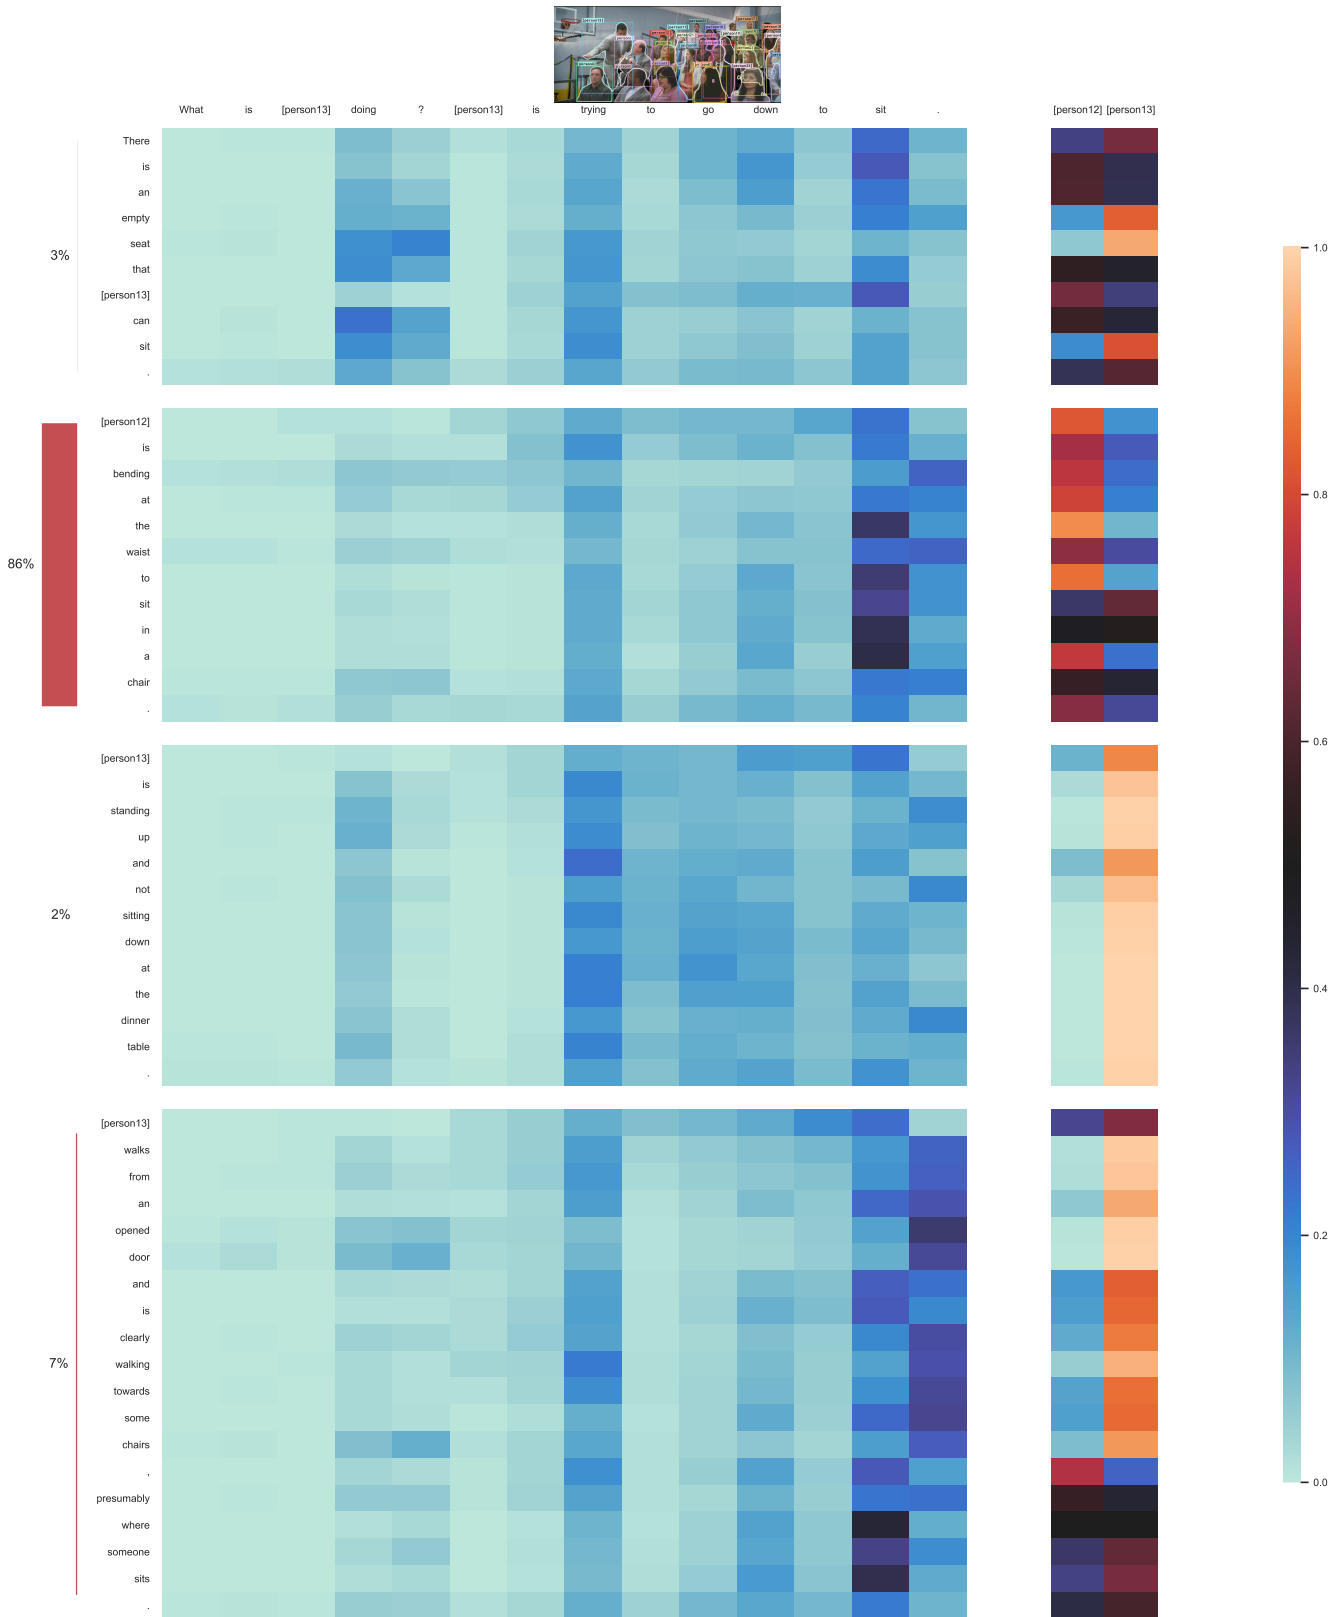 What is [person13] doing ? [person13] is trying to go down to sit .
[person12] [person13]
There
is
an
empty
seat
that
[person13]
can
sit
.
3%
[person12]
is
bending
at
the
waist
to
sit
in
a
chair
.
86%
[person13]
is
standing
up
and
not
sitting
down
at
the
dinner
table
.
2%
[person13]
walks
from
an
opened
door
and
is
clearly
walking
towards
some
chairs
,
presumably
where
someone
sits
.
7%
1.0
0.8
0.6
0.4
0.2
0.0